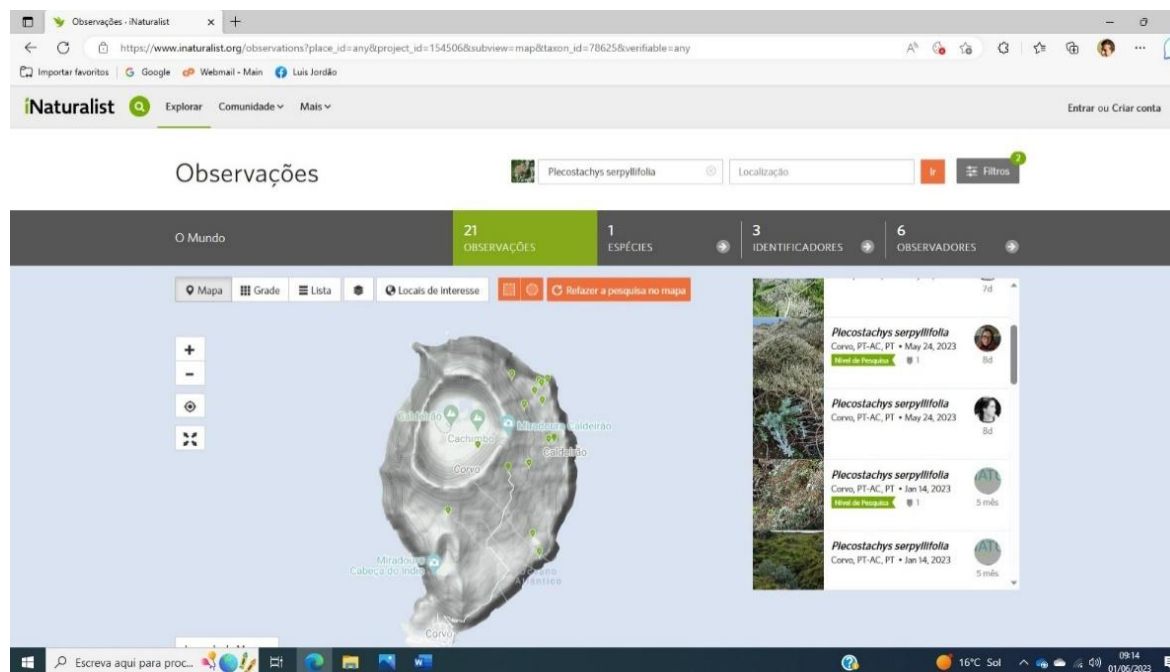 Observações - iNaturalist
https://www.inaturalist.org/observations?place_id=any&project_id=154506&subview=map&taxon_id=78625&verifiable=any
Importar favoritos
Google
Webmail - Main
Luis Jordão
iNaturalist
Explorar
Comunidade
Mais
Entrar ou Criar conta
Observações
Plecostachys serpyllifolia
Localização
Ir
Filtros
2
O Mundo
21
OBSERVAÇÕES
1
ESPÉCIES
3
IDENTIFICADORES
6
OBSERVADORES
Mapa
Grade
Lista
Locais de interesse
Refazer a pesquisa no mapa
Caldeirão
Cachimbo
Miradouro Caldeirão
Caldeirão
Corvo
Miradouro
Cabeça do Índio
Oceano
Atlântico
Corvo
7d
Plecostachys serpyllifolia
Corvo, PT-AC, PT • May 24, 2023
Nível de Pesquisa
1
8d
Plecostachys serpyllifolia
Corvo, PT-AC, PT • May 24, 2023
8d
Plecostachys serpyllifolia
Corvo, PT-AC, PT • Jan 14, 2023
Nível de Pesquisa
1
5 mês
Plecostachys serpyllifolia
Corvo, PT-AC, PT • Jan 14, 2023
5 mês
Escreva aqui para proc...
16°C Sol
09:14
01/06/2023